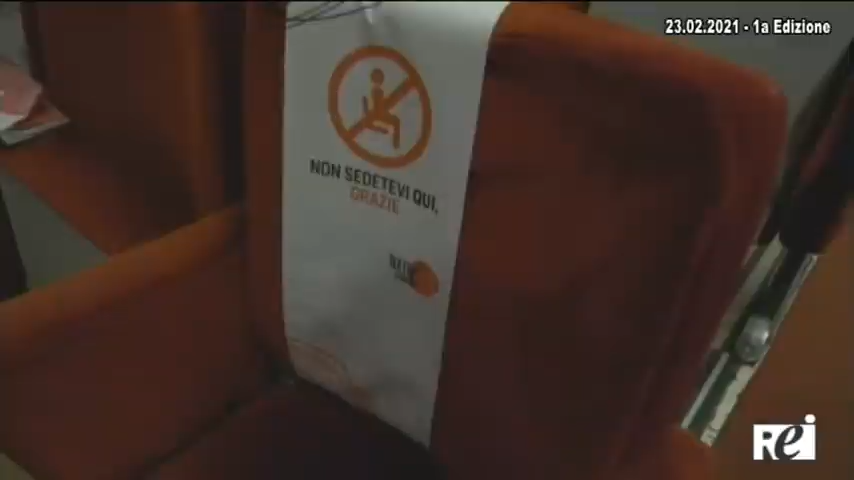 23.02.2021 - 1a Edizione
NON SEDETEVI QUI,
GRAZIE
Rei